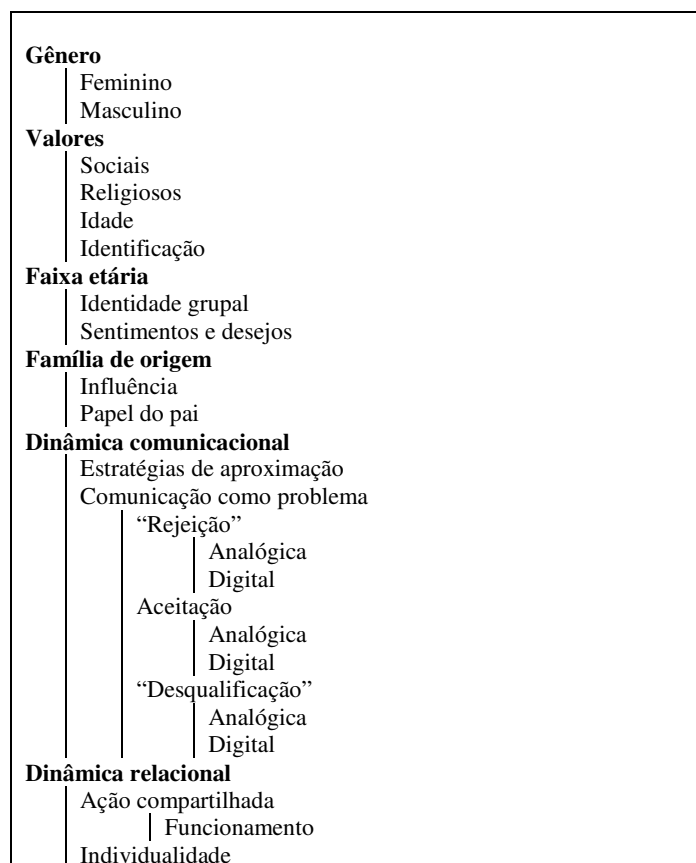 Gênero
Feminino
Masculino
Valores
Sociais
Religiosos
Idade
Identificação
Faixa etária
Identidade grupal
Sentimentos e desejos
Família de origem
Influência
Papel do pai
Dinâmica comunicacional
Estratégias de aproximação
Comunicação como problema
“Rejeição”
Analógica
Digital
Aceitação
Analógica
Digital
“Desqualificação”
Analógica
Digital
Dinâmica relacional
Ação compartilhada
Funcionamento
Individualidade